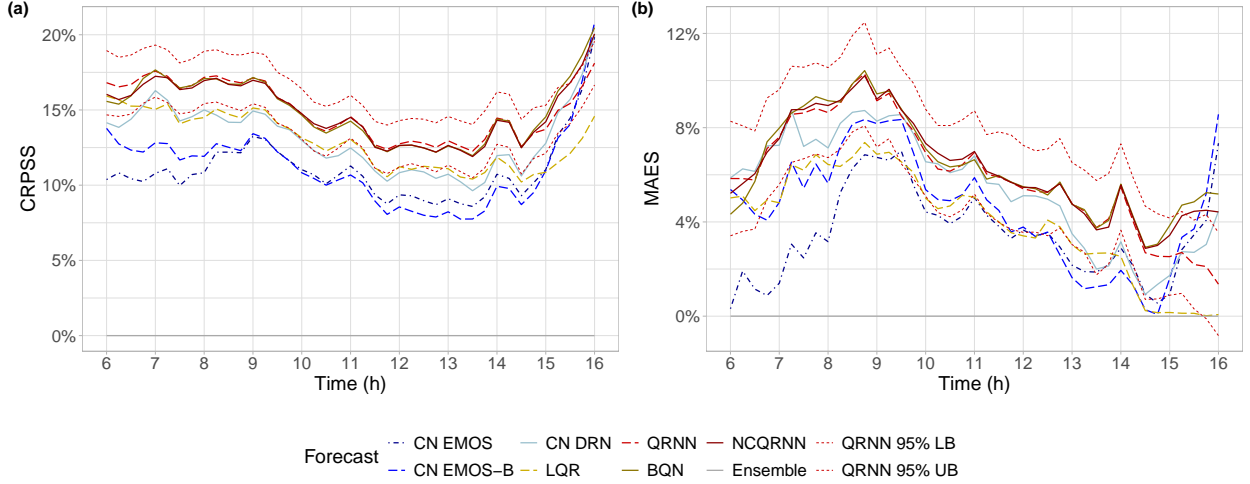 (a)
CRPSS
20%
15%
10%
5%
0%
6 7 8 9 10 11 12 13 14 15 16
Time (h)
(b)
MAES
12%
8%
4%
0%
6 7 8 9 10 11 12 13 14 15 16
Time (h)
Forecast
CN EMOS CN DRN QRNN NCQRNN QRNN 95% LB
CN EMOS−B LQR BQN Ensemble QRNN 95% UB